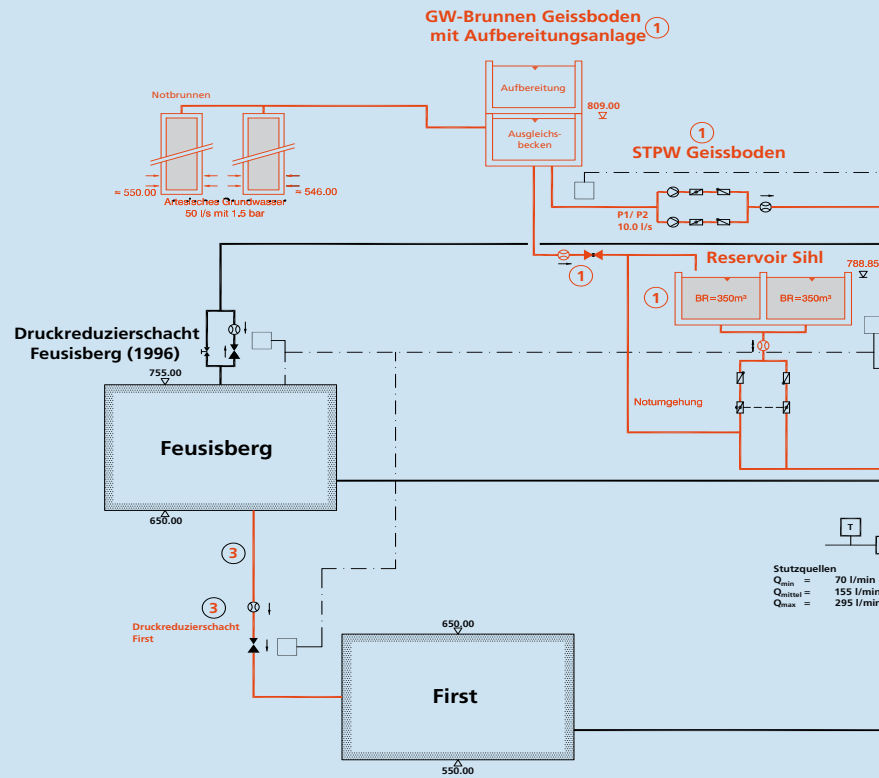 GW-Brunnen Geissboden
mit Aufbereitungsanlage
1
Notbrunnen
Aufbereitung
809.00
Ausgleichs-
becken
1
STPW Geissboden
≈ 550.00
≈ 546.00
Artesisches Grundwasser
50 l/s mit 1.5 bar
P1/ P2
10.0 l/s
Reservoir Sihl
788.85
1
1
BR=350m³
BR=350m³
Druckreduzierschacht
Feusisberg (1996)
755.00
Notumgehung
Feusisberg
650.00
T
3
Stutzquellen
Qmin = 70 l/min
Qmittel = 155 l/min
Qmax = 295 l/min
3
Druckreduzierschacht
First
650.00
First
550.00